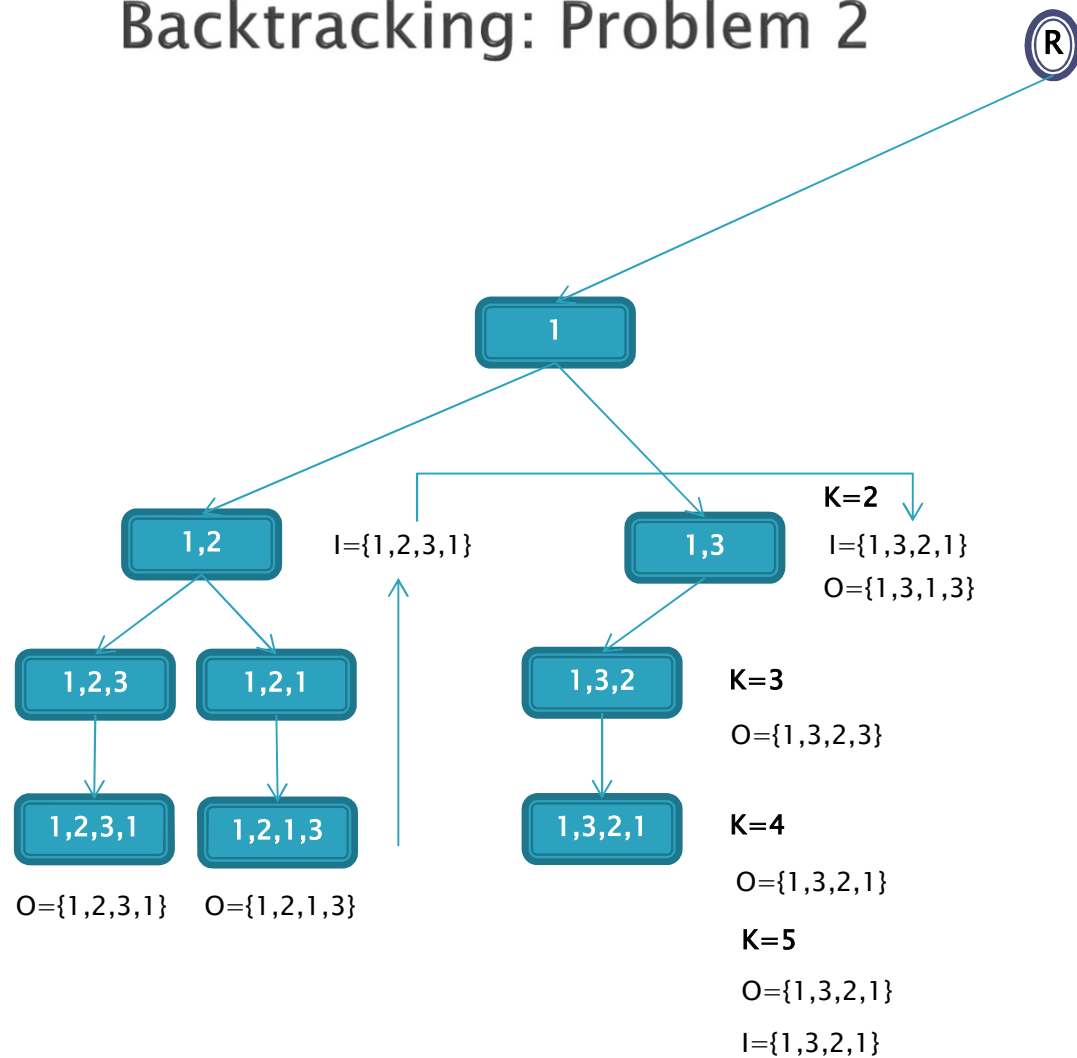 Backtracking: Problem 2
R
1
K=2
1,2
I={1,2,3,1}
1,3
I={1,3,2,1}
O={1,3,1,3}
1,2,3
1,2,1
1,3,2
K=3
O={1,3,2,3}
1,2,3,1
1,2,1,3
1,3,2,1
K=4
O={1,3,2,1}
O={1,2,3,1}
O={1,2,1,3}
K=5
O={1,3,2,1}
I={1,3,2,1}